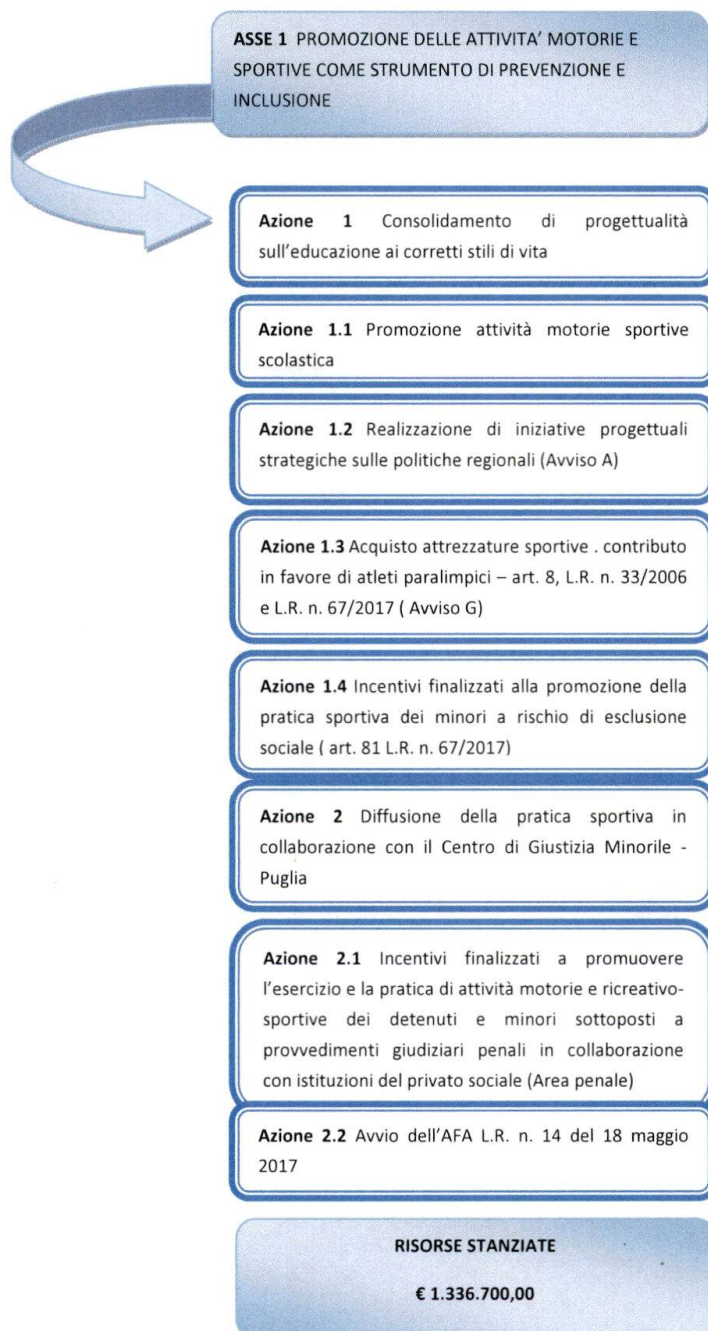 ASSE 1 PROMOZIONE DELLE ATTIVITA' MOTORIE E
SPORTIVE COME STRUMENTO DI PREVENZIONE E
INCLUSIONE
Azione 1 Consolidamento di progettualità
sull'educazione ai corretti stili di vita
Azione 1.1 Promozione attività motorie sportive
scolastica
Azione 1.2 Realizzazione di iniziative progettuali
strategiche sulle politiche regionali (Avviso A)
Azione 1.3 Acquisto attrezzature sportive . contributo
in favore di atleti paralimpici – art. 8, L.R. n. 33/2006
e L.R. n. 67/2017 ( Avviso G)
Azione 1.4 Incentivi finalizzati alla promozione della
pratica sportiva dei minori a rischio di esclusione
sociale ( art. 81 L.R. n. 67/2017)
Azione 2 Diffusione della pratica sportiva in
collaborazione con il Centro di Giustizia Minorile -
Puglia
Azione 2.1 Incentivi finalizzati a promuovere
l'esercizio e la pratica di attività motorie e ricreativo-
sportive dei detenuti e minori sottoposti a
provvedimenti giudiziari penali in collaborazione
con istituzioni del privato sociale (Area penale)
Azione 2.2 Avvio dell'AFA L.R. n. 14 del 18 maggio
2017
RISORSE STANZIATE
€ 1.336.700,00